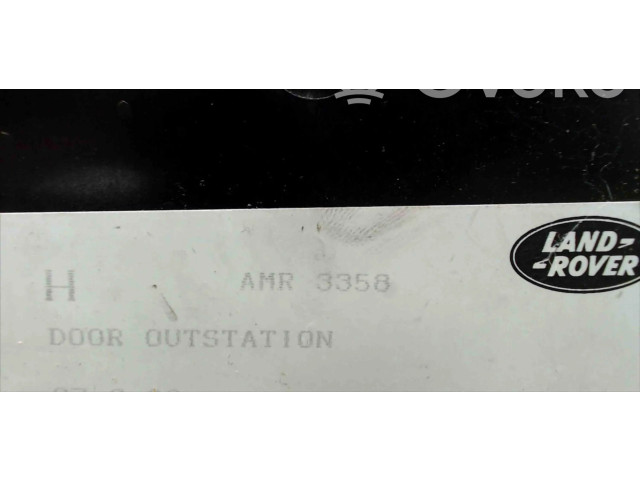 LAND-
-ROVER
H AMR 3358
DOOR OUTSTATION